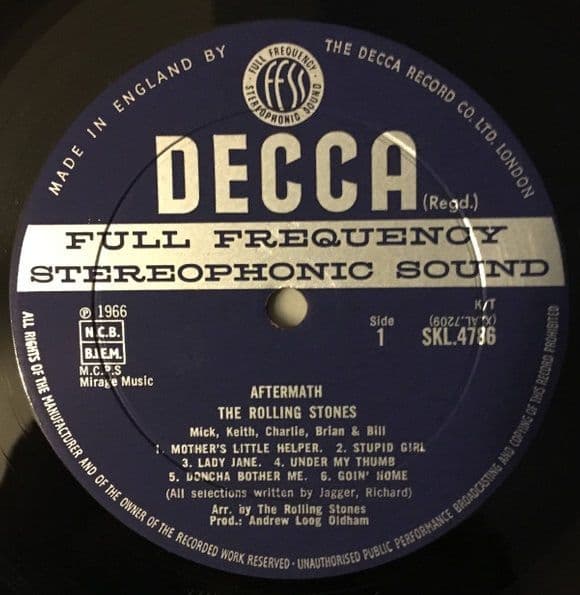 MADE IN ENGLAND BY
THE DECCA RECORD CO. LTD. LONDON
FULL FREQUENCY
ffss
STEREOPHONIC SOUND
DECCA
(Regd.)
FULL FREQUENCY
STEREOPHONIC SOUND
℗ 1966
N.C.B.
B.I.E.M.
M.C.P.S
Mirage Music
K/T
(XZAL.7209)
Side
1
SKL.4786
AFTERMATH
THE ROLLING STONES
Mick, Keith, Charlie, Brian & Bill
1. MOTHER'S LITTLE HELPER. 2. STUPID GIRL
3. LADY JANE. 4. UNDER MY THUMB
5. DONCHA BOTHER ME. 6. GOIN' HOME
(All selections written by Jagger, Richard)
Arr. by The Rolling Stones
Prod.: Andrew Loog Oldham
ALL RIGHTS OF THE MANUFACTURER AND OF THE OWNER OF THE RECORDED WORK RESERVED · UNAUTHORISED PUBLIC PERFORMANCE BROADCASTING AND COPYING OF THIS RECORD PROHIBITED